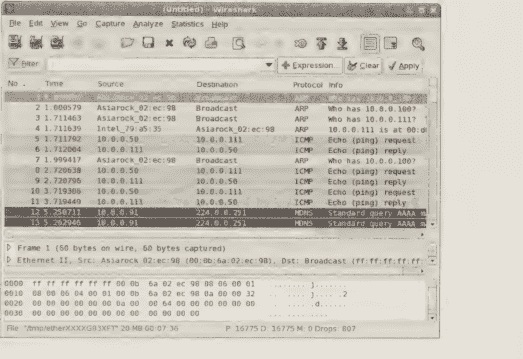 (Untitled) - Wireshark
File Edit View Go Capture Analyze Statistics Help
Filter Expression... Clear Apply
No. Time Source Destination Protocol Info
2 1.000579 Asiarock_02:ec:98 Broadcast ARP Who has 10.0.0.100?
3 1.711463 Asiarock_02:ec:98 Broadcast ARP Who has 10.0.0.111?
4 1.711639 Intel_79:a5:35 Asiarock_02:ec:98 ARP 10.0.0.111 is at 00:
5 1.711792 10.0.0.50 10.0.0.111 ICMP Echo (ping) request
6 1.712064 10.0.0.111 10.0.0.50 ICMP Echo (ping) reply
7 1.999417 Asiarock_02:ec:98 Broadcast ARP Who has 10.0.0.100?
8 2.720638 10.0.0.50 10.0.0.111 ICMP Echo (ping) request
9 2.720796 10.0.0.111 10.0.0.50 ICMP Echo (ping) reply
10 3.719306 10.0.0.50 10.0.0.111 ICMP Echo (ping) request
11 3.719449 10.0.0.111 10.0.0.50 ICMP Echo (ping) reply
12 5.250711 10.0.0.91 224.0.0.251 MDNS Standard query AAAA
13 5.262946 10.0.0.91 224.0.0.251 MDNS Standard query AAAA
Frame 1 (60 bytes on wire, 60 bytes captured)
Ethernet II, Src: Asiarock_02:ec:98 (00:0b:6a:02:ec:98), Dst: Broadcast (ff:ff:ff:ff:ff
0000 ff ff ff ff ff ff 00 0b 6a 02 ec 98 08 06 00 01 ........ j.......
0010 08 00 06 04 00 01 00 0b 6a 02 ec 98 0a 00 00 32 ........ j......2
0020 00 00 00 00 00 00 0a 00 00 64 00 00 00 00 00 00 ........ .d......
0030 00 00 00 00 00 00 00 00 00 00 00 00
File: 20 MB 00:07:36 P: 16775 D: 16775 M: 0 Drops: 807